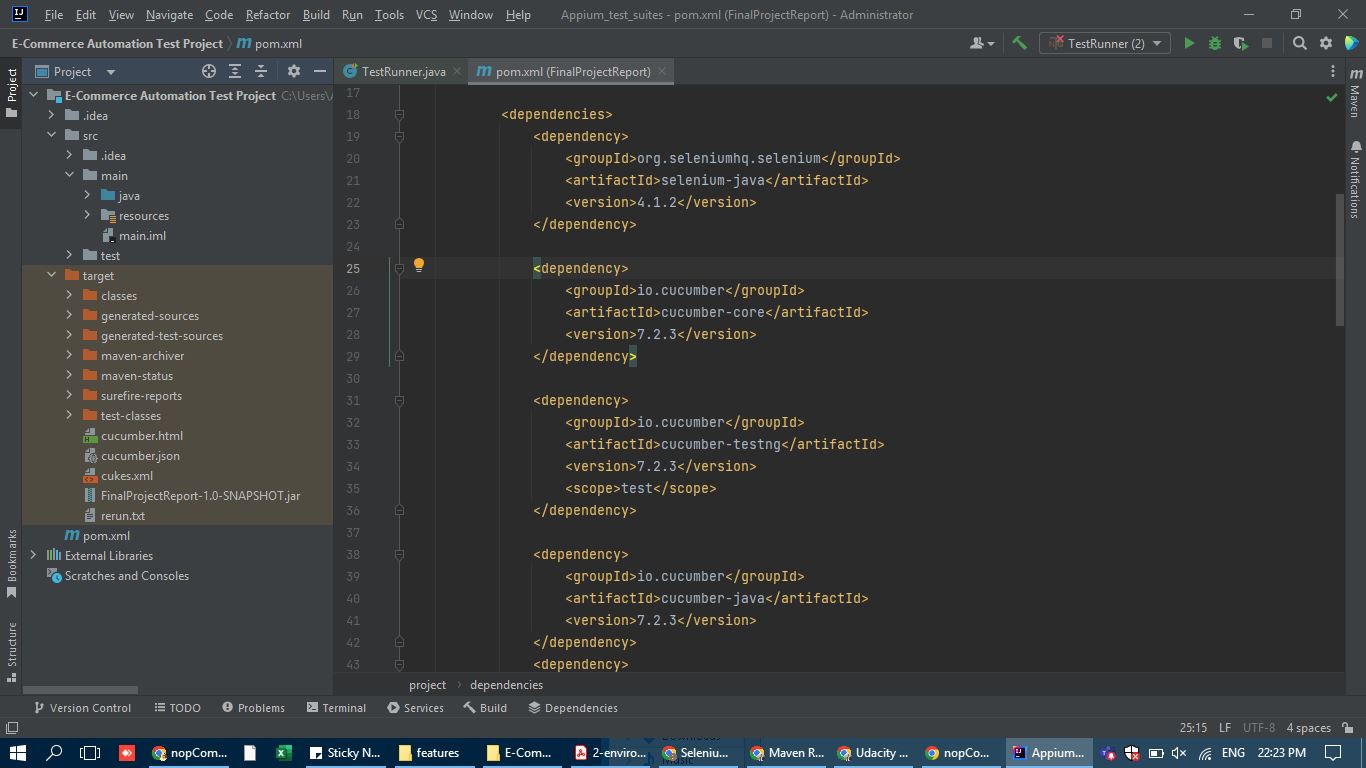 File Edit View Navigate Code Refactor Build Run Tools VCS Window Help Appium_test_suites - pom.xml (FinalProjectReport) - Administrator
E-Commerce Automation Test Project pom.xml TestRunner (2)
Project TestRunner.java pom.xml (FinalProjectReport)
Project
E-Commerce Automation Test Project C:\Users\
.idea
src
.idea
main
java
resources
main.iml
test
target
classes
generated-sources
generated-test-sources
maven-archiver
maven-status
surefire-reports
test-classes
cucumber.html
cucumber.json
cukes.xml
FinalProjectReport-1.0-SNAPSHOT.jar
rerun.txt
pom.xml
External Libraries
Scratches and Consoles
Bookmarks
Structure
17
18 <dependencies>
19 <dependency>
20 <groupId>org.seleniumhq.selenium</groupId>
21 <artifactId>selenium-java</artifactId>
22 <version>4.1.2</version>
23 </dependency>
24
25 <dependency>
26 <groupId>io.cucumber</groupId>
27 <artifactId>cucumber-core</artifactId>
28 <version>7.2.3</version>
29 </dependency>
30
31 <dependency>
32 <groupId>io.cucumber</groupId>
33 <artifactId>cucumber-testng</artifactId>
34 <version>7.2.3</version>
35 <scope>test</scope>
36 </dependency>
37
38 <dependency>
39 <groupId>io.cucumber</groupId>
40 <artifactId>cucumber-java</artifactId>
41 <version>7.2.3</version>
42 </dependency>
43 <dependency>
Maven
Notifications
project dependencies
Version Control TODO Problems Terminal Services Build Dependencies
25:15 LF UTF-8 4 spaces
nopCom... Sticky N... features E-Com... 2-enviro... Seleniu... Maven R... Udacity ... nopCo... Appium... ENG 22:23 PM